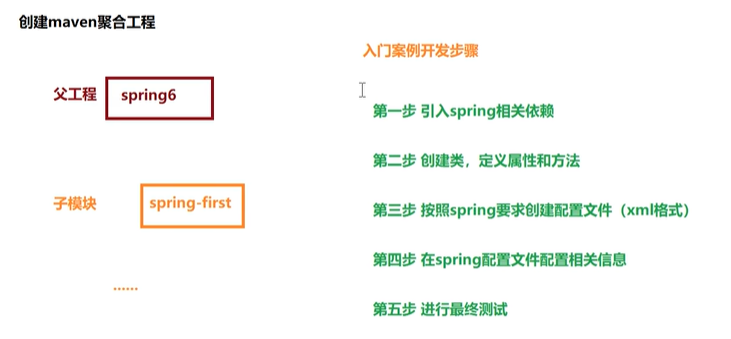 创建maven聚合工程
父工程 spring6
子模块 spring-first
......
入门案例开发步骤
第一步 引入spring相关依赖
第二步 创建类，定义属性和方法
第三步 按照spring要求创建配置文件（xml格式）
第四步 在spring配置文件配置相关信息
第五步 进行最终测试